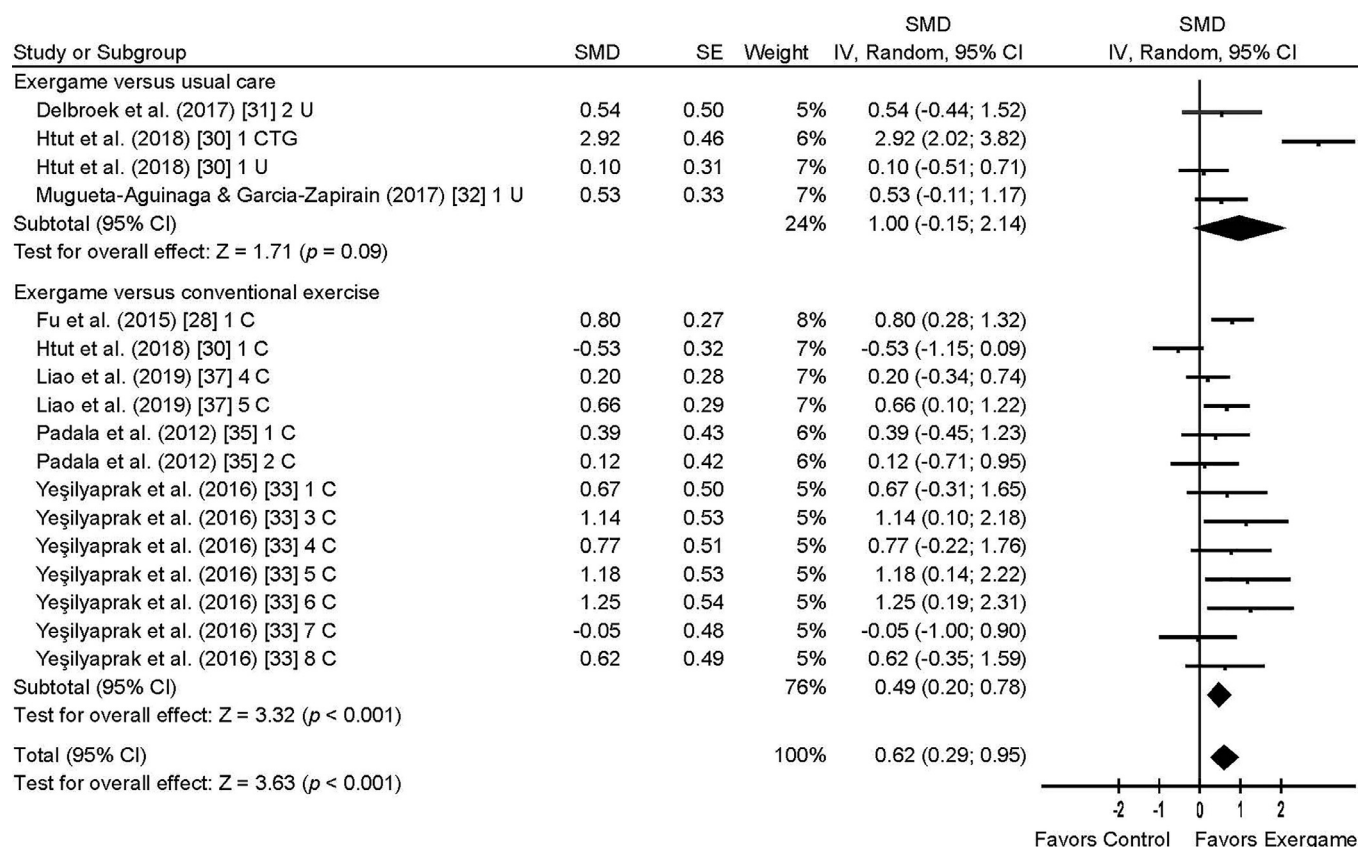 SMD SMD
Study or Subgroup SMD SE Weight IV, Random, 95% CI IV, Random, 95% CI
Exergame versus usual care
Delbroek et al. (2017) [31] 2 U 0.54 0.50 5% 0.54 (-0.44; 1.52)
Htut et al. (2018) [30] 1 CTG 2.92 0.46 6% 2.92 (2.02; 3.82)
Htut et al. (2018) [30] 1 U 0.10 0.31 7% 0.10 (-0.51; 0.71)
Mugueta-Aguinaga & Garcia-Zapirain (2017) [32] 1 U 0.53 0.33 7% 0.53 (-0.11; 1.17)
Subtotal (95% CI) 24% 1.00 (-0.15; 2.14)
Test for overall effect: Z = 1.71 (p = 0.09)
Exergame versus conventional exercise
Fu et al. (2015) [28] 1 C 0.80 0.27 8% 0.80 (0.28; 1.32)
Htut et al. (2018) [30] 1 C -0.53 0.32 7% -0.53 (-1.15; 0.09)
Liao et al. (2019) [37] 4 C 0.20 0.28 7% 0.20 (-0.34; 0.74)
Liao et al. (2019) [37] 5 C 0.66 0.29 7% 0.66 (0.10; 1.22)
Padala et al. (2012) [35] 1 C 0.39 0.43 6% 0.39 (-0.45; 1.23)
Padala et al. (2012) [35] 2 C 0.12 0.42 6% 0.12 (-0.71; 0.95)
Yeşilyaprak et al. (2016) [33] 1 C 0.67 0.50 5% 0.67 (-0.31; 1.65)
Yeşilyaprak et al. (2016) [33] 3 C 1.14 0.53 5% 1.14 (0.10; 2.18)
Yeşilyaprak et al. (2016) [33] 4 C 0.77 0.51 5% 0.77 (-0.22; 1.76)
Yeşilyaprak et al. (2016) [33] 5 C 1.18 0.53 5% 1.18 (0.14; 2.22)
Yeşilyaprak et al. (2016) [33] 6 C 1.25 0.54 5% 1.25 (0.19; 2.31)
Yeşilyaprak et al. (2016) [33] 7 C -0.05 0.48 5% -0.05 (-1.00; 0.90)
Yeşilyaprak et al. (2016) [33] 8 C 0.62 0.49 5% 0.62 (-0.35; 1.59)
Subtotal (95% CI) 76% 0.49 (0.20; 0.78)
Test for overall effect: Z = 3.32 (p < 0.001)
Total (95% CI) 100% 0.62 (0.29; 0.95)
Test for overall effect: Z = 3.63 (p < 0.001)
-2 -1 0 1 2
Favors Control Favors Exergame